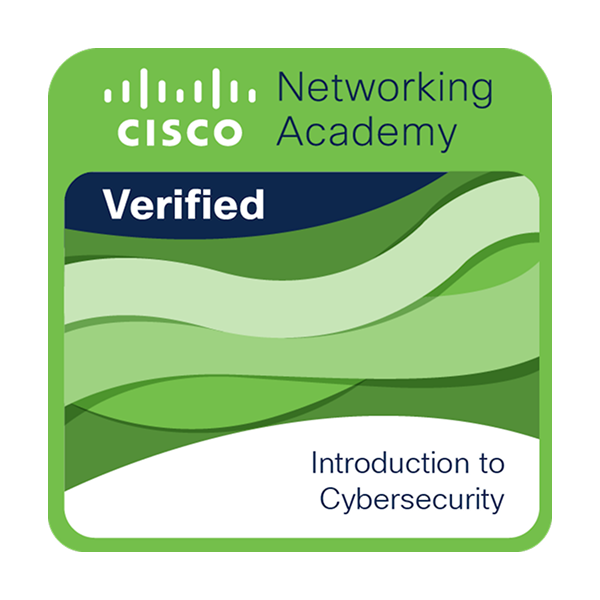 CISCO
Networking
Academy
Verified
Introduction to
Cybersecurity